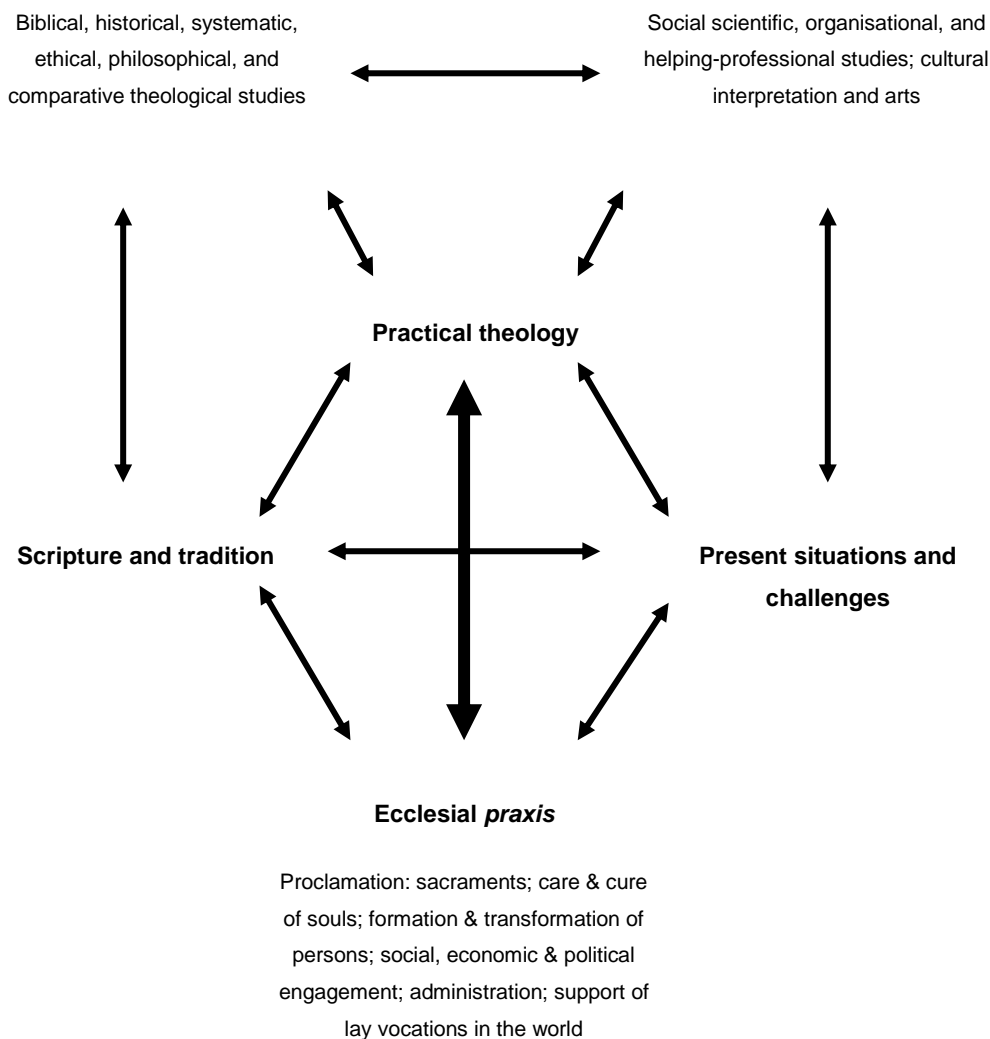 Biblical, historical, systematic,
ethical, philosophical, and
comparative theological studies
Social scientific, organisational, and
helping-professional studies; cultural
interpretation and arts
Practical theology
Scripture and tradition
Present situations and
challenges
Ecclesial praxis
Proclamation: sacraments; care & cure
of souls; formation & transformation of
persons; social, economic & political
engagement; administration; support of
lay vocations in the world